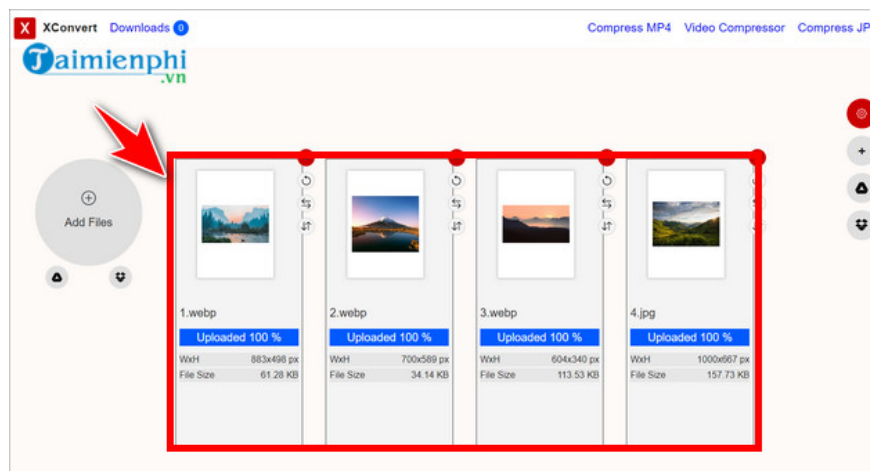 X XConvert Downloads 0 Compress MP4 Video Compressor Compress JP
Taimienphi
.vn
Add Files
1.webp 2.webp 3.webp 4.jpg
Uploaded 100 % Uploaded 100 % Uploaded 100 % Uploaded 100 %
WxH 883x498 px WxH 700x589 px WxH 604x340 px WxH 1000x667 px
File Size 61.28 KB File Size 34.14 KB File Size 113.53 KB File Size 157.73 KB